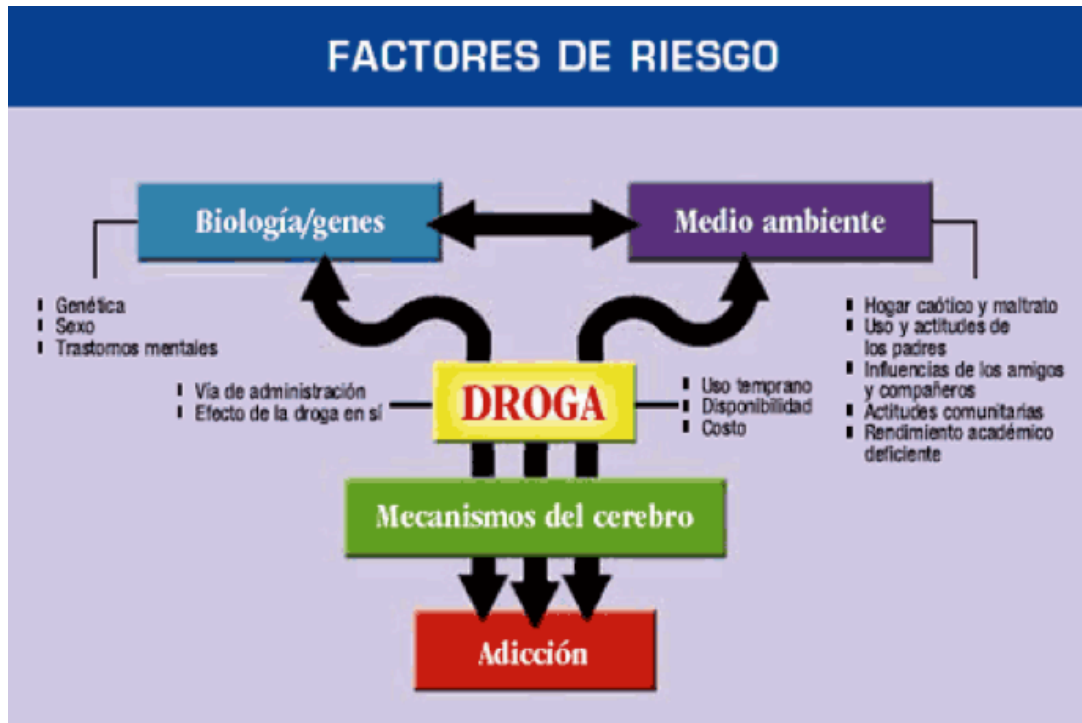 FACTORES DE RIESGO
Biología/genes
Medio ambiente
Genética
Sexo
Trastornos mentales
Hogar caótico y maltrato
Uso y actitudes de
los padres
Influencias de los amigos
y compañeros
Actitudes comunitarias
Rendimiento académico
deficiente
Vía de administración
Efecto de la droga en sí
DROGA
Uso temprano
Disponibilidad
Costo
Mecanismos del cerebro
Adicción